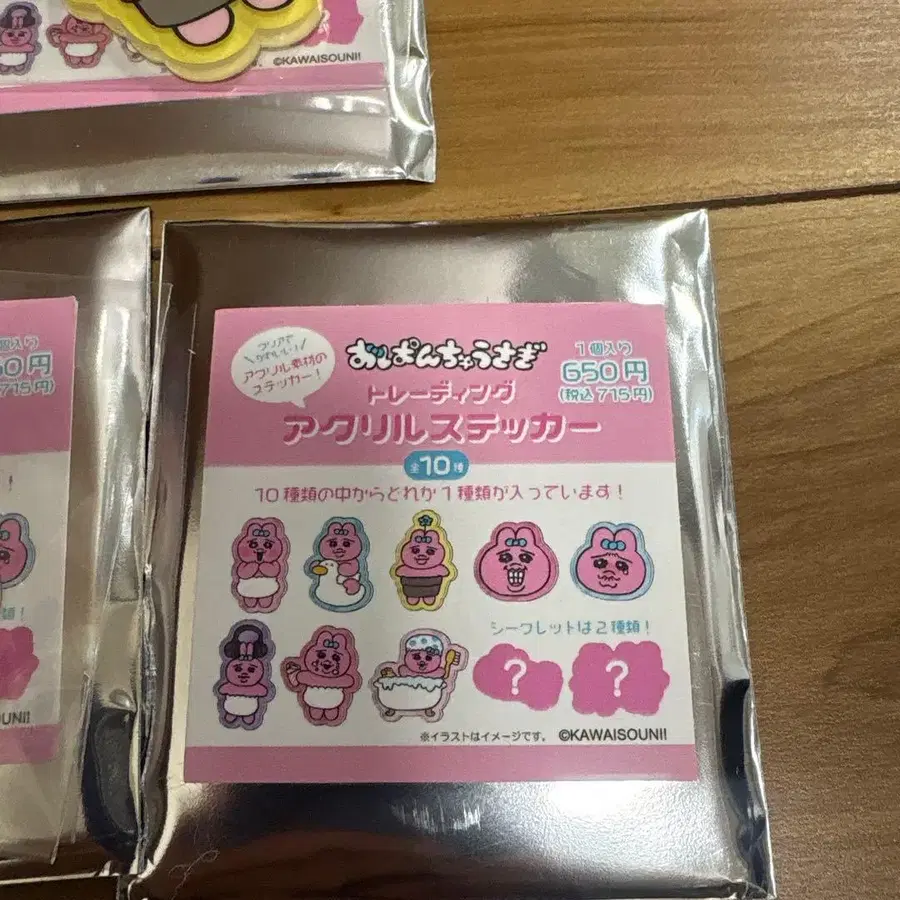 ©KAWAISOUNI!
個入り
50円
715円)
類!
UNI!!
クリアで
かわいい!
アクリル素材の
ステッカー!
おぱんちゅうさぎ
1個入り
650円
(税込 715円)
トレーディング
アクリルステッカー
全10種
10種類の中からどれか1種類が入っています!
シークレットは2種類!
?
?
※イラストはイメージです。 ©KAWAISOUNI!!